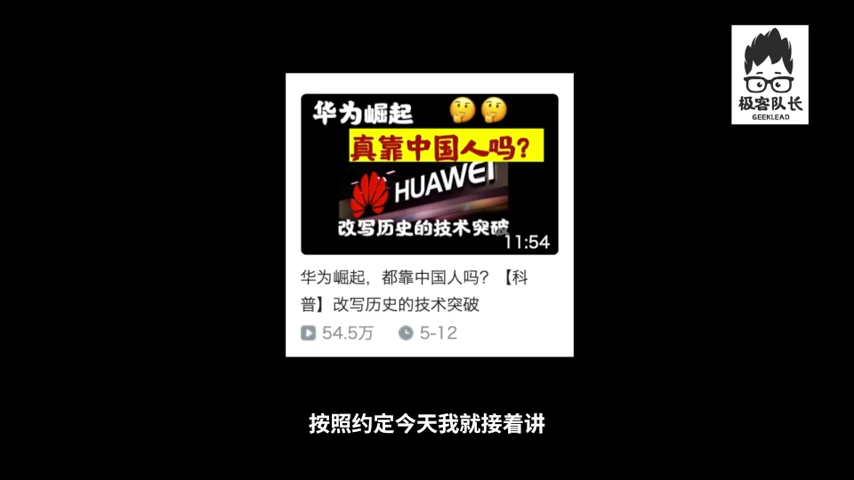 极客队长
GEEKLEAD
华为崛起
真靠中国人吗?
HUAWEI
改写历史的技术突破
11:54
华为崛起，都靠中国人吗？【科
普】改写历史的技术突破
54.5万 5-12
按照约定今天我就接着讲